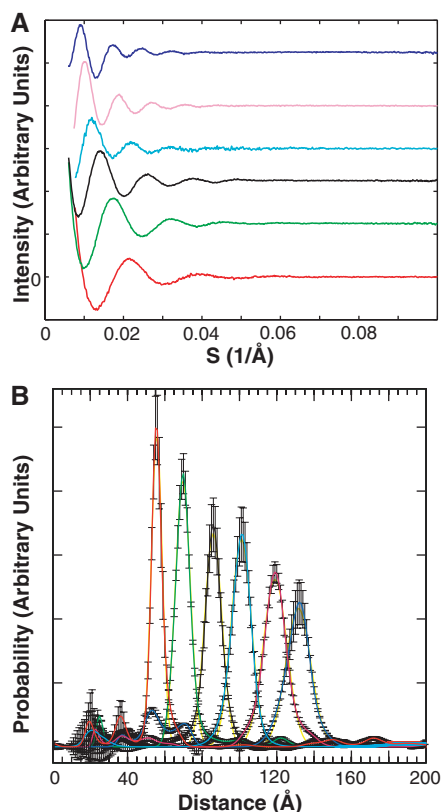 A
Intensity (Arbitrary Units)
0
0 0.02 0.04 0.06 0.08
S (1/Å)
B
Probability (Arbitrary Units)
0 40 80 120 160 200
Distance (Å)